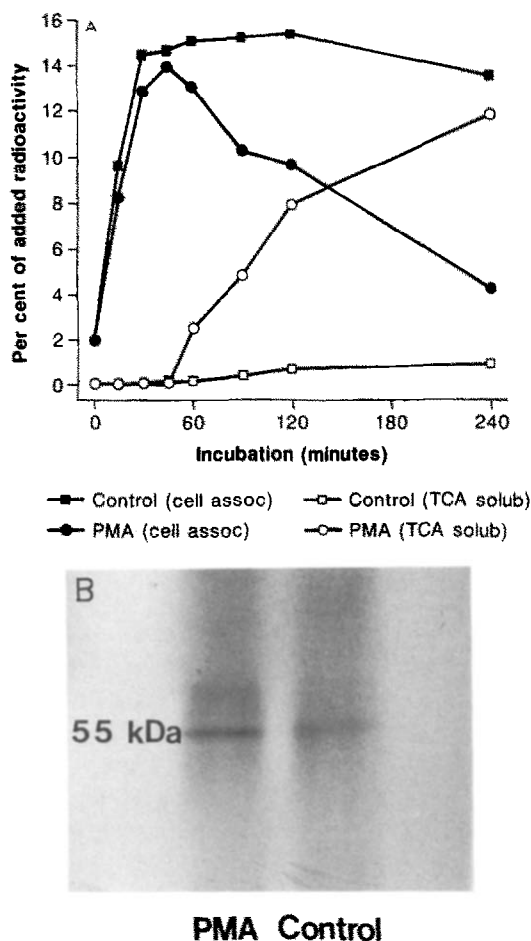 A
16
14
12
10
8
6
4
2
0
Per cent of added radioactivity
0 60 120 180 240
Incubation (minutes)
Control (cell assoc) Control (TCA solub)
PMA (cell assoc) PMA (TCA solub)
B
55 kDa
PMA Control